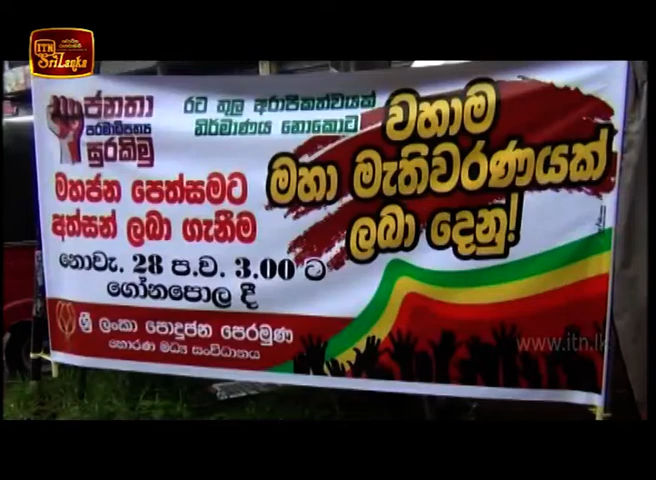 ITN
SriLanka
ජනතා
පරමාධිපත්‍ය
සුරකිමු
රට තුල අරාජිකත්වයක්
නිර්මාණය නොකොට
වහාම
මහා මැතිවරණයක්
ලබා දෙනු!
මහජන පෙත්සමට
අත්සන් ලබා ගැනීම
නොවැ. 28 ප.ව. 3.00 ට
ගෝනපොල දී
ශ්‍රී ලංකා පොදුජන පෙරමුණ
හොරණ මධ්‍ය සංවිධානය
www.itn.lk